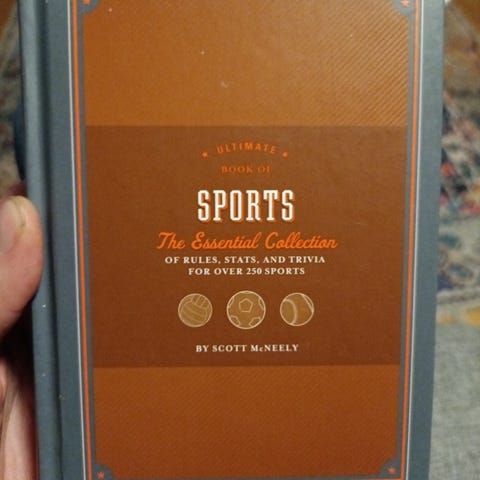 ULTIMATE
BOOK OF
SPORTS
The Essential Collection
OF RULES, STATS, AND TRIVIA
FOR OVER 250 SPORTS
BY SCOTT McNEELY